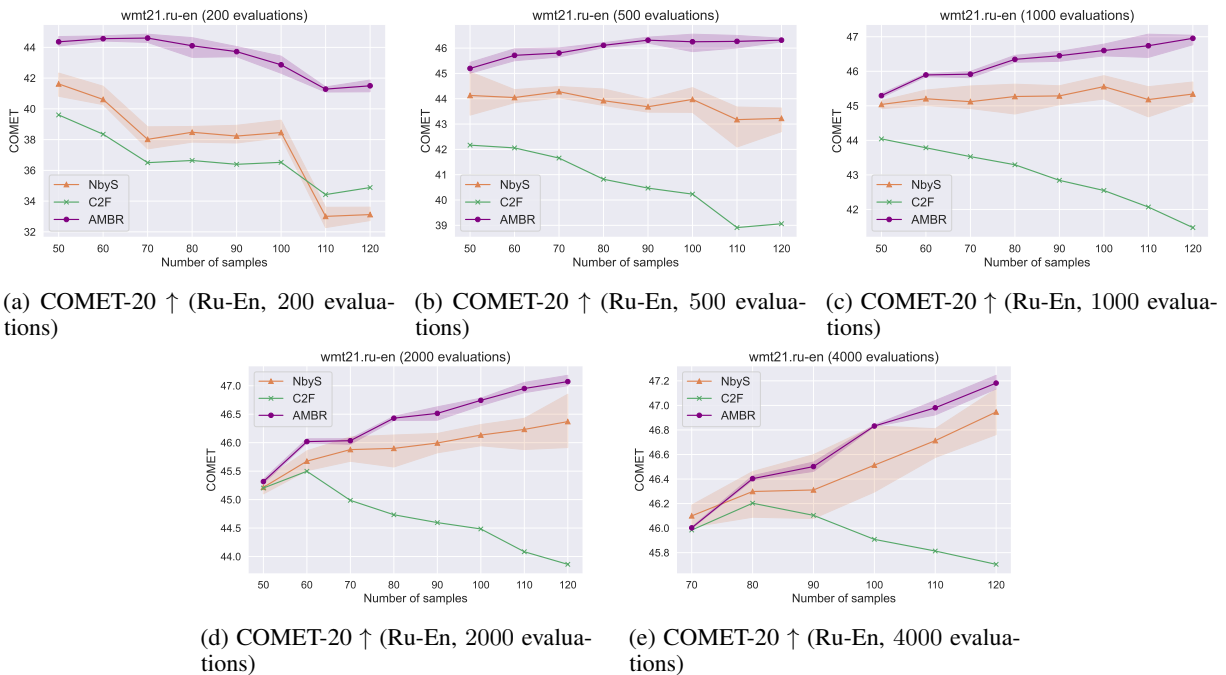 wmt21.ru-en (200 evaluations)
COMET
44
42
40
38
36
34
32
NbyS
C2F
AMBR
50 60 70 80 90 100 110 120
Number of samples
(a) COMET-20 ↑ (Ru-En, 200 evalua-
tions)
wmt21.ru-en (500 evaluations)
COMET
46
45
44
43
42
41
40
39
NbyS
C2F
AMBR
50 60 70 80 90 100 110 120
Number of samples
(b) COMET-20 ↑ (Ru-En, 500 evalua-
tions)
wmt21.ru-en (1000 evaluations)
COMET
47
46
45
44
43
42
NbyS
C2F
AMBR
50 60 70 80 90 100 110 120
Number of samples
(c) COMET-20 ↑ (Ru-En, 1000 evalua-
tions)
wmt21.ru-en (2000 evaluations)
COMET
47.0
46.5
46.0
45.5
45.0
44.5
44.0
NbyS
C2F
AMBR
50 60 70 80 90 100 110 120
Number of samples
(d) COMET-20 ↑ (Ru-En, 2000 evalua-
tions)
wmt21.ru-en (4000 evaluations)
COMET
47.2
47.0
46.8
46.6
46.4
46.2
46.0
45.8
NbyS
C2F
AMBR
70 80 90 100 110 120
Number of samples
(e) COMET-20 ↑ (Ru-En, 4000 evalua-
tions)